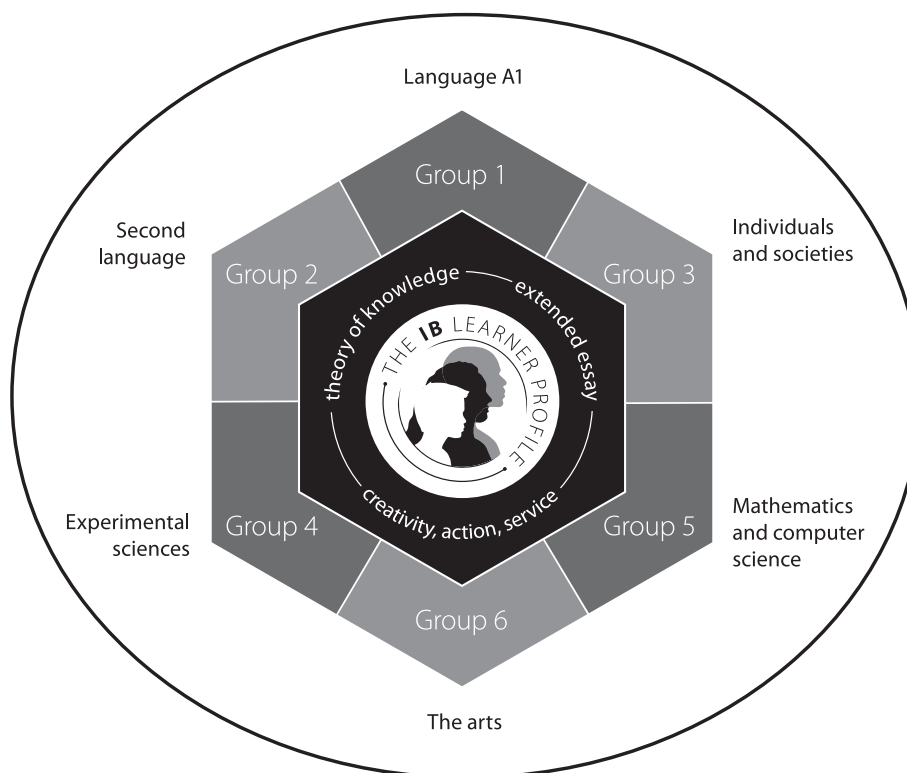 Language A1
Group 1
Second
language
Group 2
Individuals
and societies
Group 3
theory of knowledge
extended essay
THE IB LEARNER PROFILE
creativity, action, service
Experimental
sciences
Group 4
Mathematics
and computer
science
Group 5
Group 6
The arts